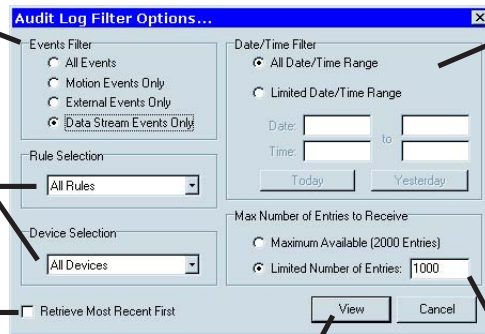 Audit Log Filter Options...
Events Filter
All Events
Motion Events Only
External Events Only
Data Stream Events Only
Rule Selection
All Rules
Device Selection
All Devices
Retrieve Most Recent First
Date/Time Filter
All Date/Time Range
Limited Date/Time Range
Date:
to
Time:
Today
Yesterday
Max Number of Entries to Receive
Maximum Available (2000 Entries)
Limited Number of Entries: 1000
View
Cancel